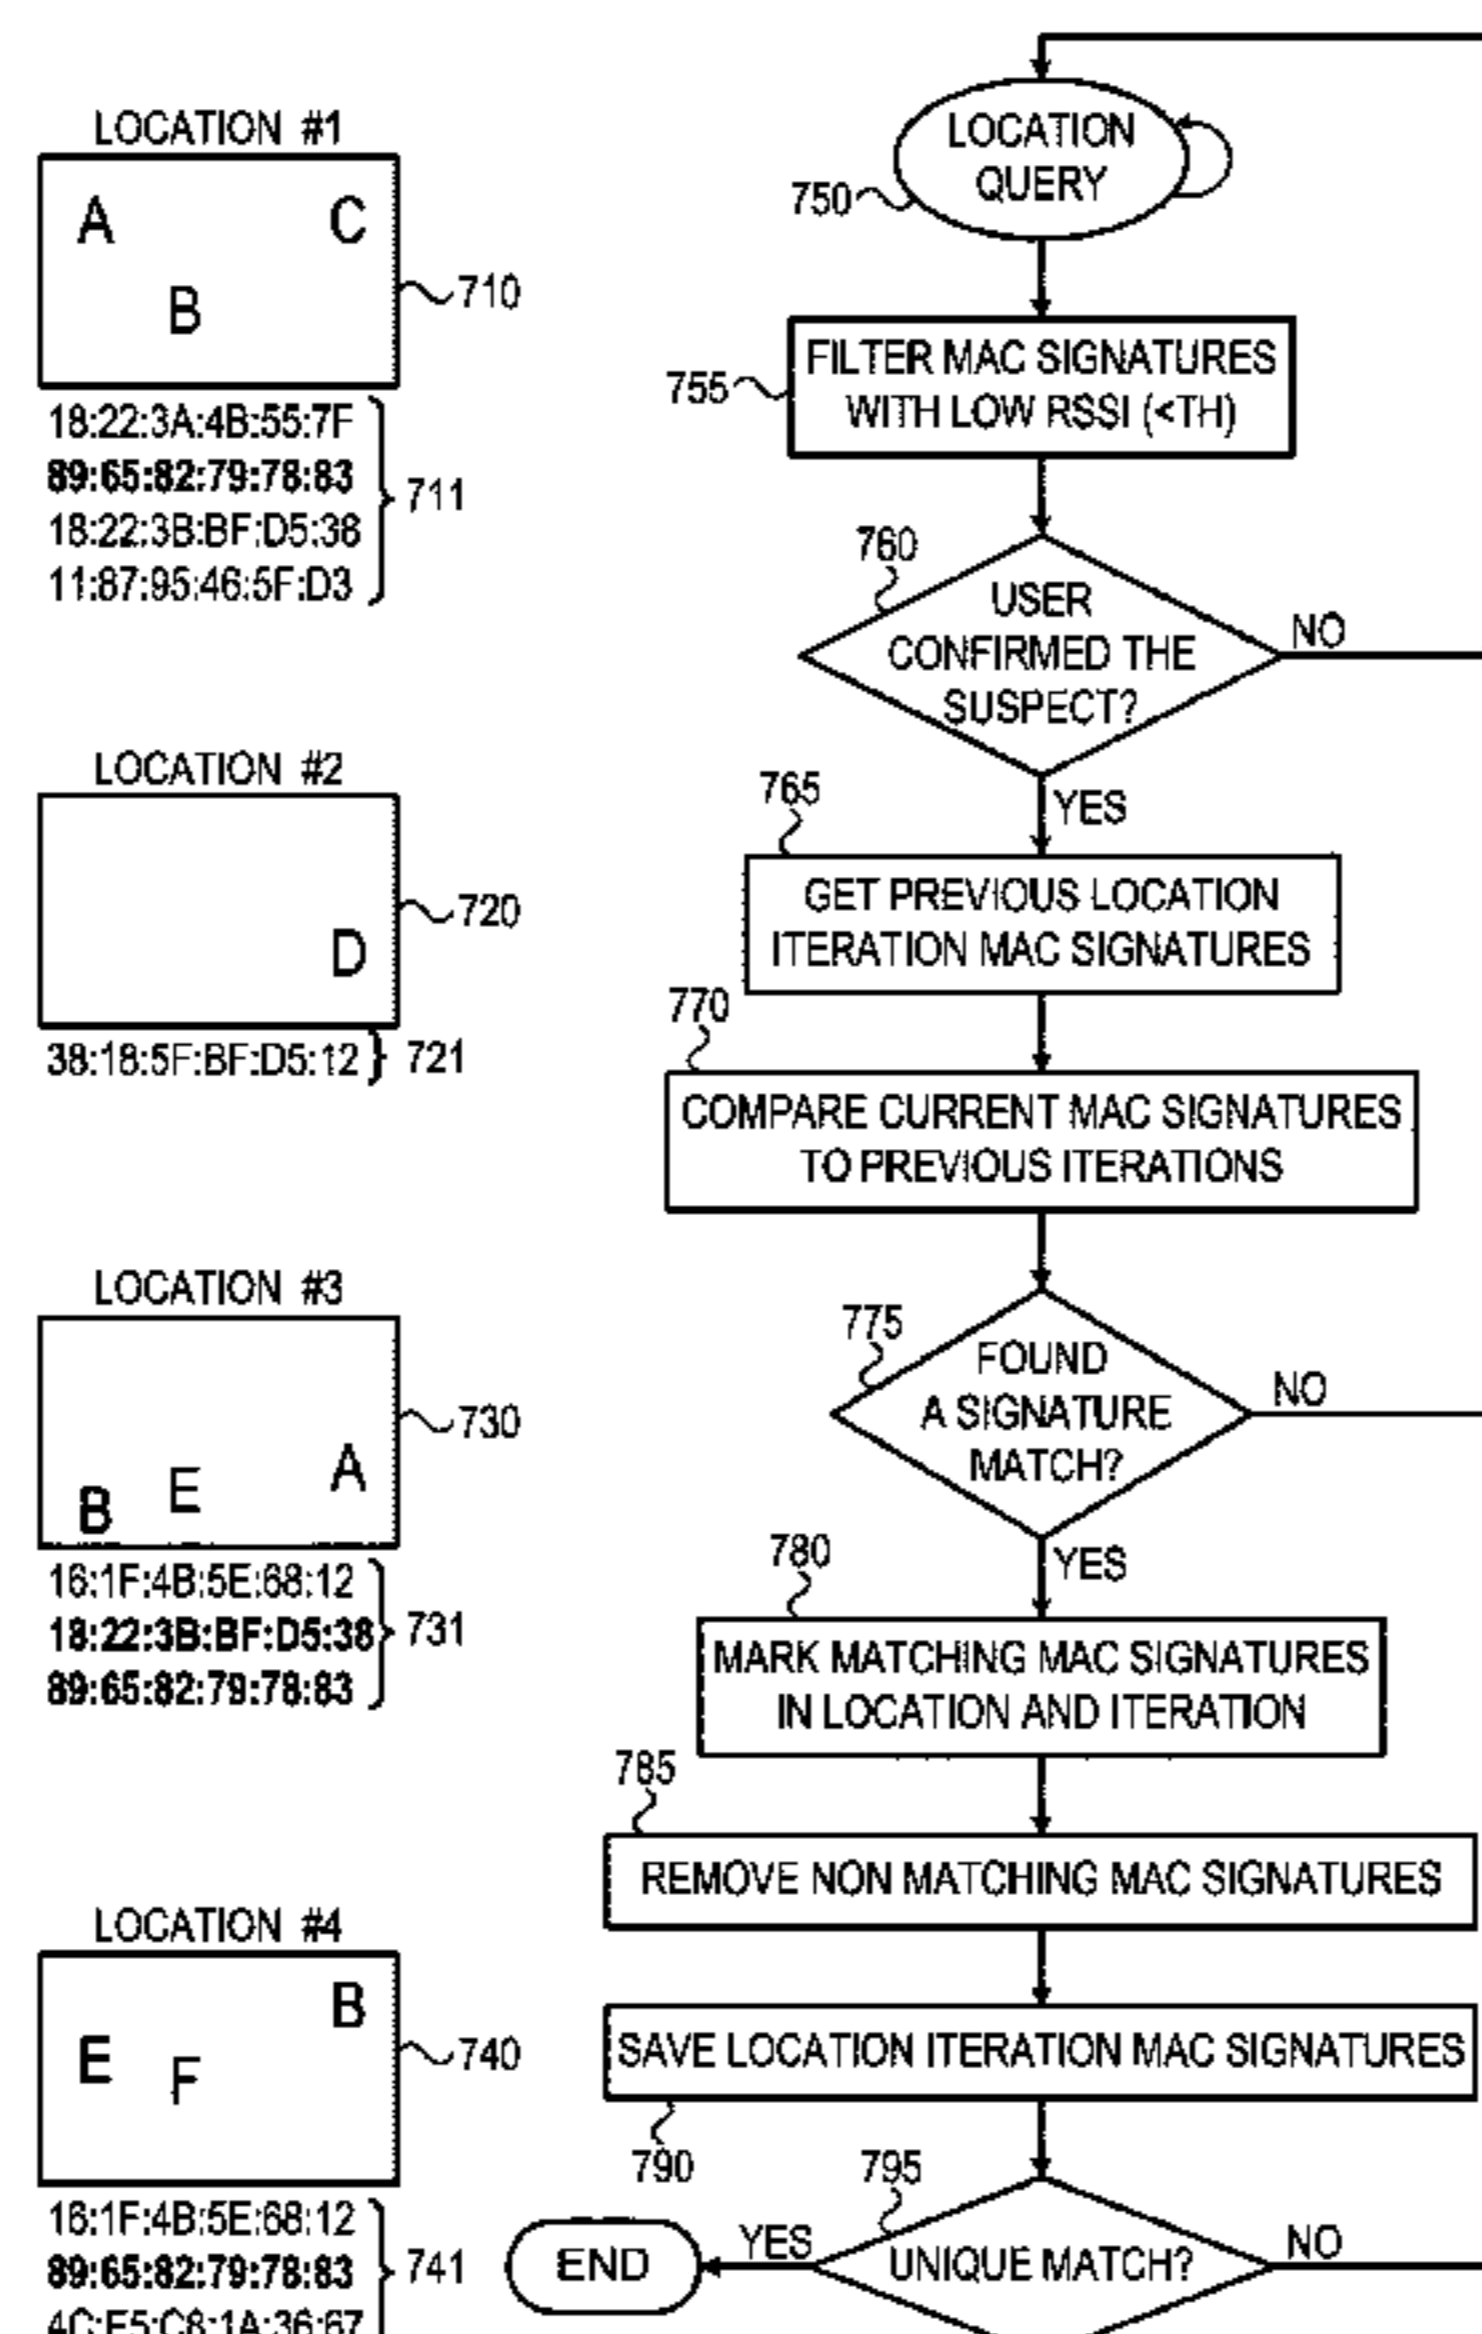 LOCATION #1
A
C
B
710
18:22:3A:4B:55:7F
89:65:82:79:78:83
18:22:3B:BF:D5:38
11:87:95:46:5F:D3
711
LOCATION #2
D
720
38:18:5F:BF:D5:12
721
LOCATION #3
A
E
B
730
16:1F:4B:5E:68:12
18:22:3B:BF:D5:38
89:65:82:79:78:83
731
LOCATION #4
B
E
F
740
16:1F:4B:5E:68:12
89:65:82:79:78:83
4C:E5:C8:1A:36:67
741
LOCATION
QUERY
750
FILTER MAC SIGNATURES
WITH LOW RSSI (<TH)
755
760
USER
CONFIRMED THE
SUSPECT?
NO
YES
765
GET PREVIOUS LOCATION
ITERATION MAC SIGNATURES
770
COMPARE CURRENT MAC SIGNATURES
TO PREVIOUS ITERATIONS
775
FOUND
A SIGNATURE
MATCH?
NO
YES
780
MARK MATCHING MAC SIGNATURES
IN LOCATION AND ITERATION
785
REMOVE NON MATCHING MAC SIGNATURES
SAVE LOCATION ITERATION MAC SIGNATURES
790
795
UNIQUE MATCH?
YES
NO
END